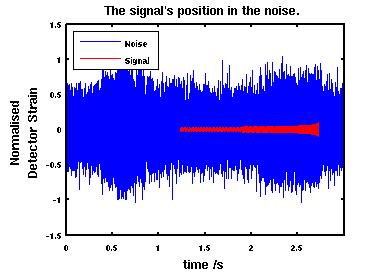 The signal's position in the noise.
Normalised
Detector Strain
1.5
1
0.5
0
-0.5
-1
-1.5
Noise
Signal
0 0.5 1 1.5 2 2.5
time /s